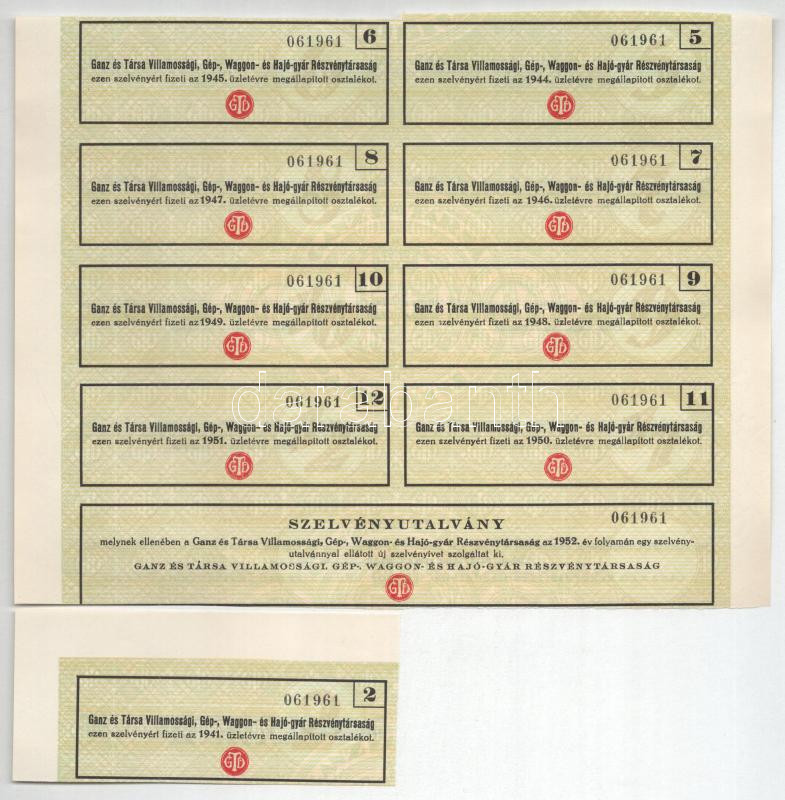 061961 6
Ganz és Társa Villamossági, Gép-, Waggon- és Hajó-gyár Részvénytársaság
ezen szelvényért fizeti az 1945. üzletévre megállapított osztalékot.
GTD
061961 5
Ganz és Társa Villamossági, Gép-, Waggon- és Hajó-gyár Részvénytársaság
ezen szelvényért fizeti az 1944. üzletévre megállapított osztalékot.
GTD
061961 8
Ganz és Társa Villamossági, Gép-, Waggon- és Hajó-gyár Részvénytársaság
ezen szelvényért fizeti az 1947. üzletévre megállapított osztalékot.
GTD
061961 7
Ganz és Társa Villamossági, Gép-, Waggon- és Hajó-gyár Részvénytársaság
ezen szelvényért fizeti az 1946. üzletévre megállapított osztalékot.
GTD
061961 10
Ganz és Társa Villamossági, Gép-, Waggon- és Hajó-gyár Részvénytársaság
ezen szelvényért fizeti az 1949. üzletévre megállapított osztalékot.
GTD
061961 9
Ganz és Társa Villamossági, Gép-, Waggon- és Hajó-gyár Részvénytársaság
ezen szelvényért fizeti az 1948. üzletévre megállapított osztalékot.
GTD
061961 12
Ganz és Társa Villamossági, Gép-, Waggon- és Hajó-gyár Részvénytársaság
ezen szelvényért fizeti az 1951. üzletévre megállapított osztalékot.
GTD
061961 11
Ganz és Társa Villamossági, Gép-, Waggon- és Hajó-gyár Részvénytársaság
ezen szelvényért fizeti az 1950. üzletévre megállapított osztalékot.
GTD
darabanth
SZELVÉNYUTALVÁNY 061961
melynek ellenében a Ganz és Társa Villamossági, Gép-, Waggon- és Hajó-gyár Részvénytársaság az 1952. év folyamán egy szelvény-
utalvánnyal ellátott új szelvényívet szolgáltat ki.
GANZ ÉS TÁRSA VILLAMOSSÁGI, GÉP-, WAGGON- ÉS HAJÓ-GYÁR RÉSZVÉNYTÁRSASÁG
GTD
061961 2
Ganz és Társa Villamossági, Gép-, Waggon- és Hajó-gyár Részvénytársaság
ezen szelvényért fizeti az 1941. üzletévre megállapított osztalékot.
GTD